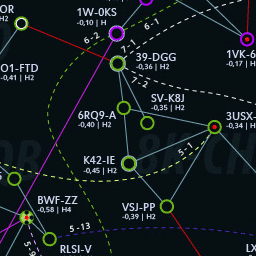 OR
1W-0KS
-0,10 | H
6-2
6-1
7-1
1VK-6
-0,17 | H
39-DGG
-0,36 | H2
O1-FTD
-0,41 | H2
SV-K8J
-0,35 | H2
6RQ9-A
-0,40 | H2
3USX-
-0,34 | H
K42-IE
-0,45 | H2
5-1
BWF-ZZ
-0,58 | H4
VSJ-PP
-0,39 | H2
5-13
5-9
RLSI-V
LX